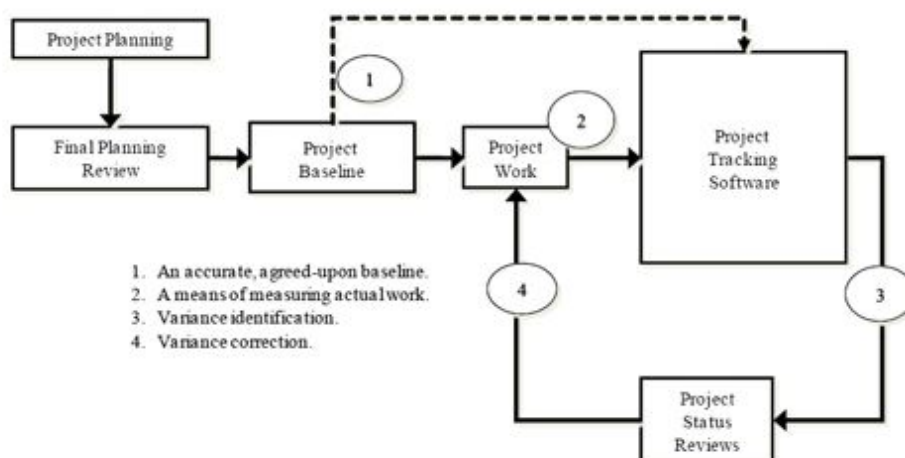 Project Planning
1
2
Final Planning
Review
Project
Baseline
Project
Work
Project
Tracking
Software
1. An accurate, agreed-upon baseline.
2. A means of measuring actual work.
3. Variance identification.
4. Variance correction.
4
3
Project
Status
Reviews